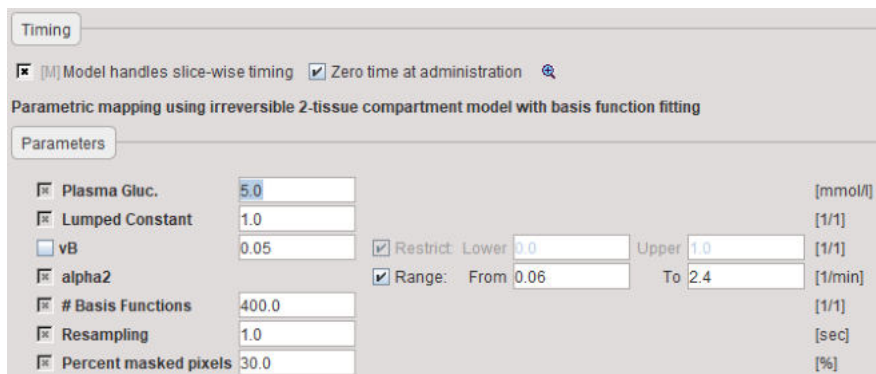 Timing
[M] Model handles slice-wise timing Zero time at administration
Parametric mapping using irreversible 2-tissue compartment model with basis function fitting
Parameters
Plasma Gluc. 5.0 [mmol/l]
Lumped Constant 1.0 [1/1]
vB 0.05 Restrict: Lower 0.0 Upper 1.0 [1/1]
alpha2 Range: From 0.06 To 2.4 [1/min]
# Basis Functions 400.0 [1/1]
Resampling 1.0 [sec]
Percent masked pixels 30.0 [%]